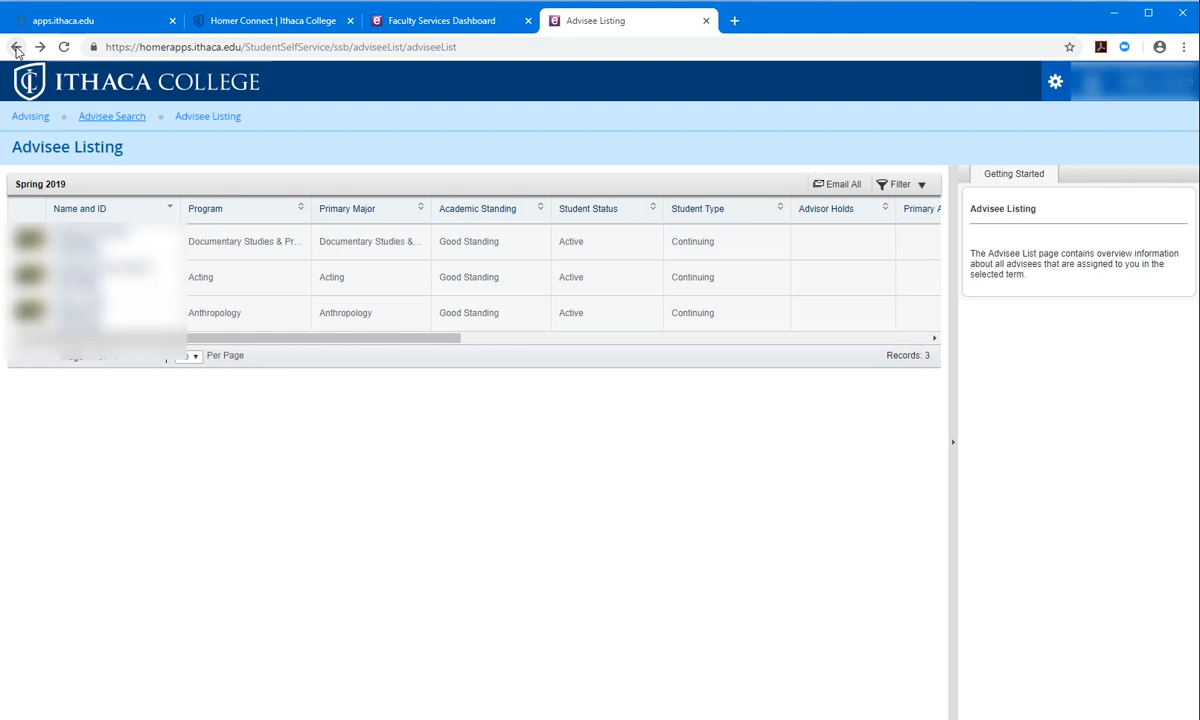 apps.ithaca.edu
Homer Connect | Ithaca College
Faculty Services Dashboard
Advisee Listing
https://homerapps.ithaca.edu/StudentSelfService/ssb/adviseeList/adviseeList
ITHACA COLLEGE
Advising
Advisee Search
Advisee Listing
Advisee Listing
Spring 2019
Email All
Filter
Name and ID
Program
Primary Major
Academic Standing
Student Status
Student Type
Advisor Holds
Primary A
Documentary Studies & Pr...
Documentary Studies &...
Good Standing
Active
Continuing
Acting
Acting
Good Standing
Active
Continuing
Anthropology
Anthropology
Good Standing
Active
Continuing
Per Page
Records: 3
Getting Started
Advisee Listing
The Advisee List page contains overview information
about all advisees that are assigned to you in the
selected term.